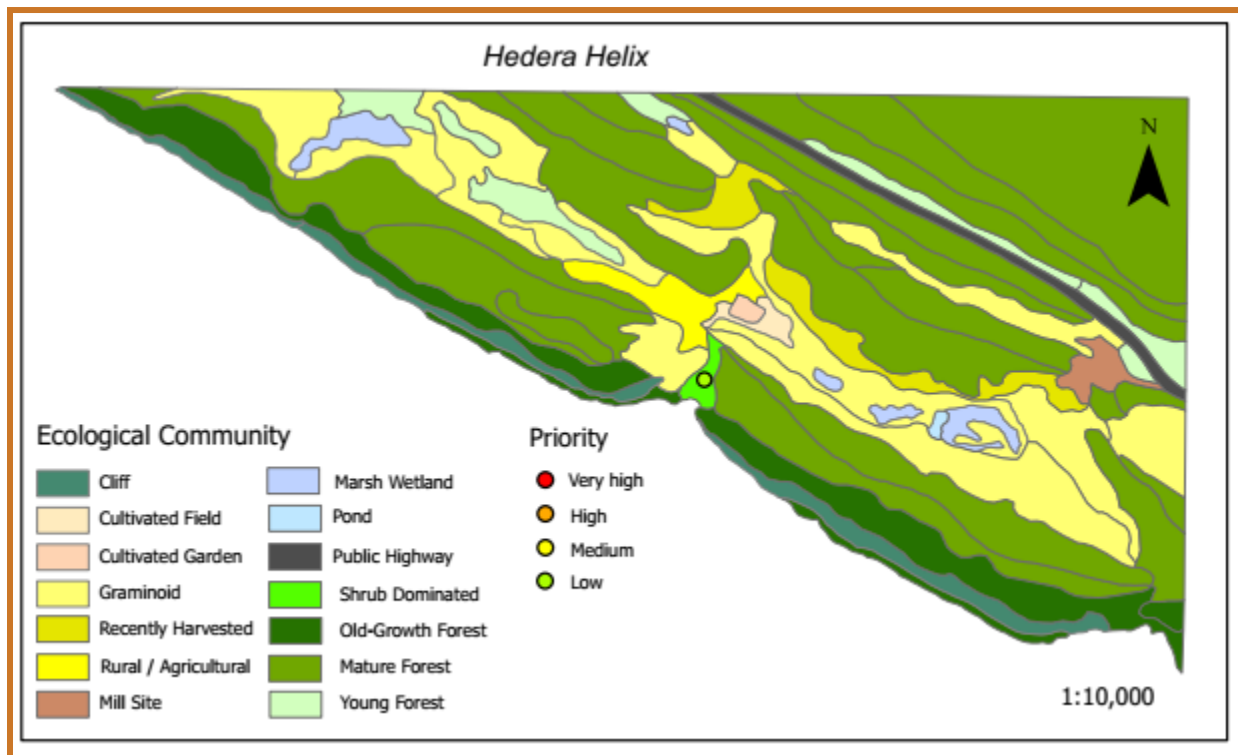 Hedera Helix
N
Ecological Community
Cliff
Cultivated Field
Cultivated Garden
Graminoid
Recently Harvested
Rural / Agricultural
Mill Site
Marsh Wetland
Pond
Public Highway
Shrub Dominated
Old-Growth Forest
Mature Forest
Young Forest
Priority
Very high
High
Medium
Low
1:10,000